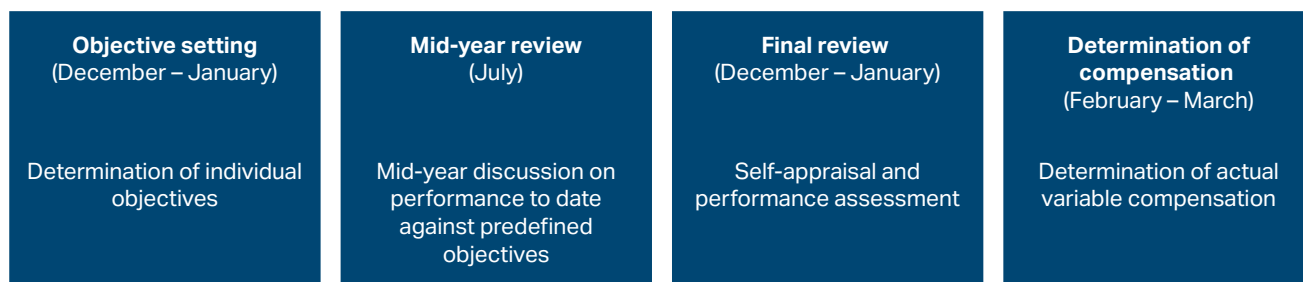 Objective setting
(December – January)
Determination of individual
objectives
Mid-year review
(July)
Mid-year discussion on
performance to date
against predefined
objectives
Final review
(December – January)
Self-appraisal and
performance assessment
Determination of
compensation
(February – March)
Determination of actual
variable compensation